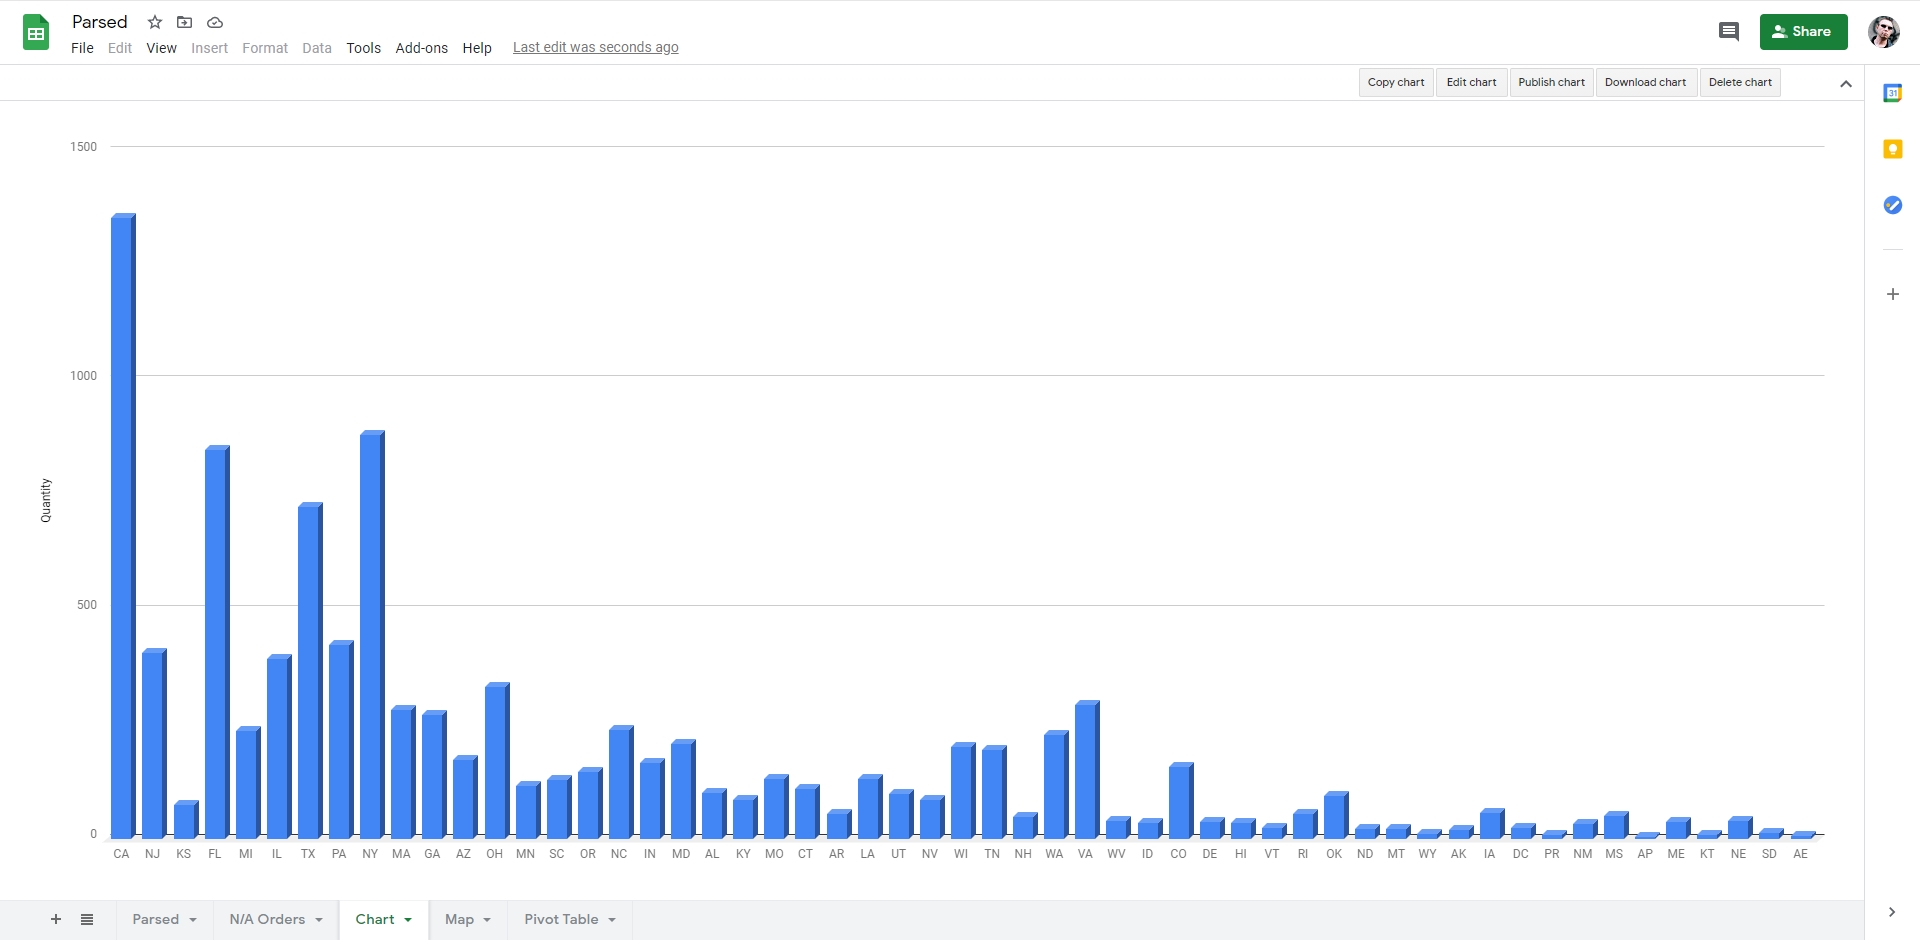 Parsed
File Edit View Insert Format Data Tools Add-ons Help Last edit was seconds ago
Share
Copy chart Edit chart Publish chart Download chart Delete chart
31
1500
1000
500
0
Quantity
CA NJ KS FL MI IL TX PA NY MA GA AZ OH MN SC OR NC IN MD AL KY MO CT AR LA UT NV WI TN NH WA VA WV ID CO DE HI VT RI OK ND MT WY AK IA DC PR NM MS AP ME KT NE SD AE
Parsed N/A Orders Chart Map Pivot Table